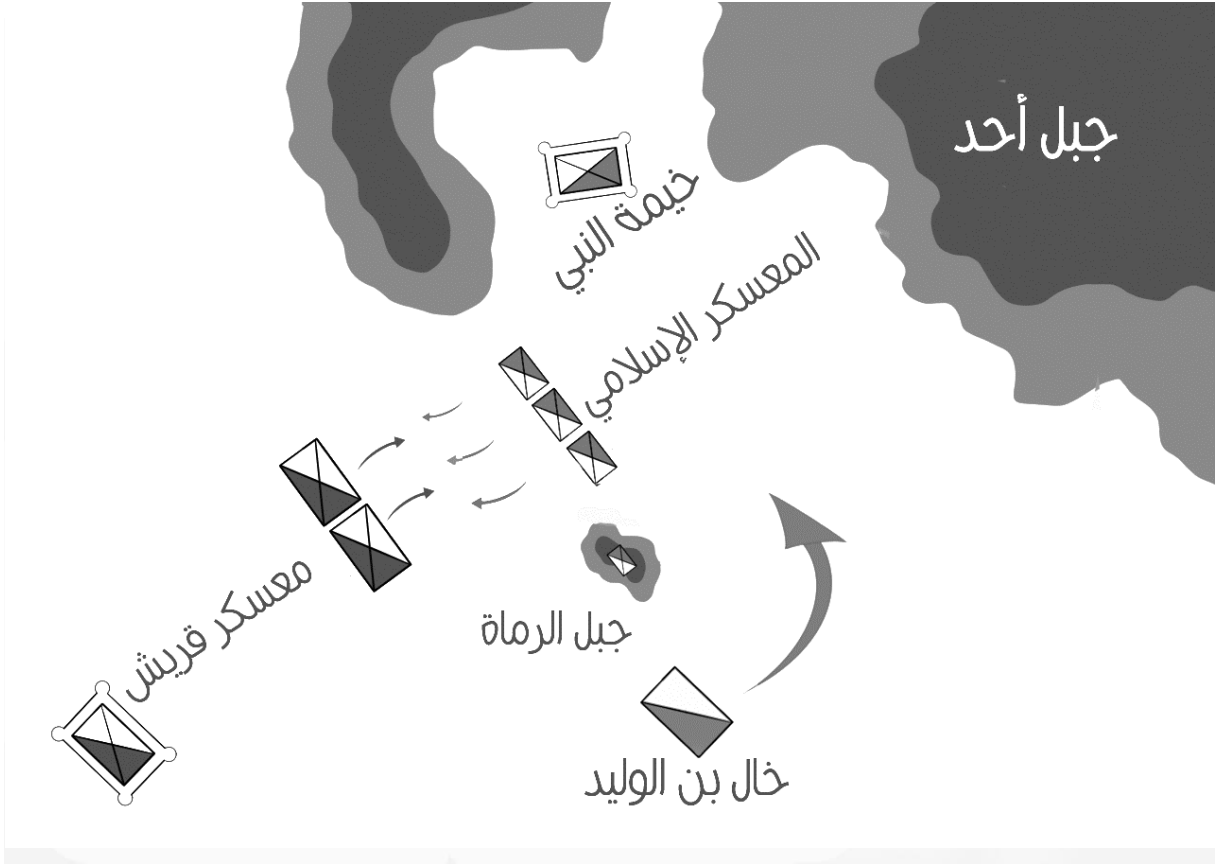 جبل أحد
خيمة النبي
المعسكر الإسلامي
معسكر قريش
جبل الرماة
خال بن الوليد